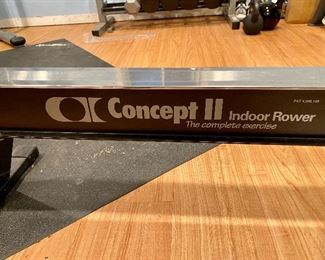 Concept II Indoor Rower
The complete exercise